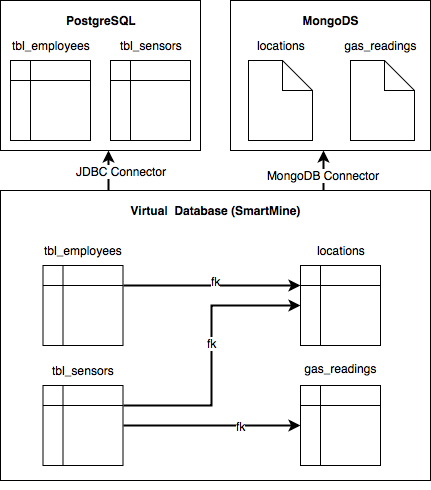 PostgreSQL
MongoDS
tbl_employees
tbl_sensors
locations
gas_readings
JDBC Connector
MongoDB Connector
Virtual Database (SmartMine)
tbl_employees
locations
fk
fk
tbl_sensors
gas_readings
fk